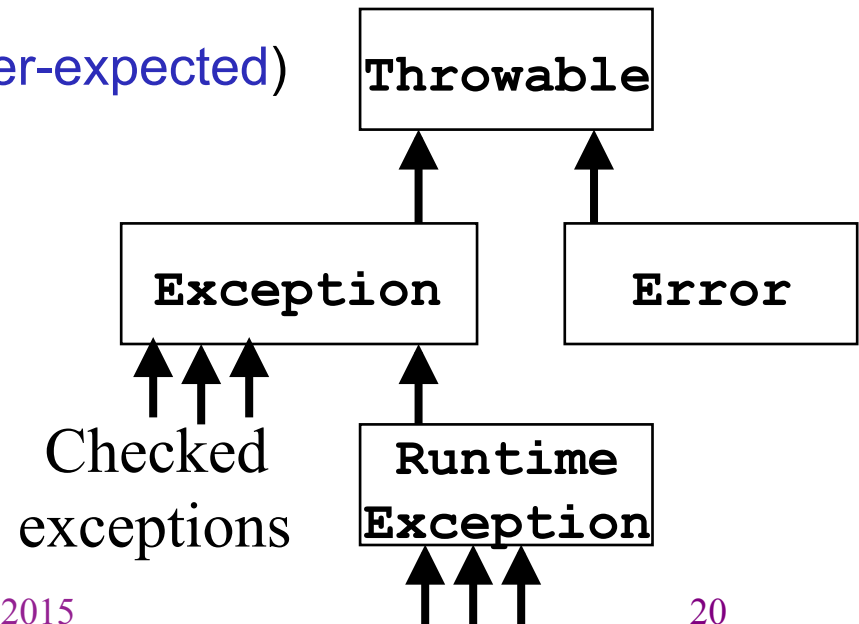 er-expected)
Throwable
Exception
Error
Checked
exceptions
Runtime
Exception
2015
20